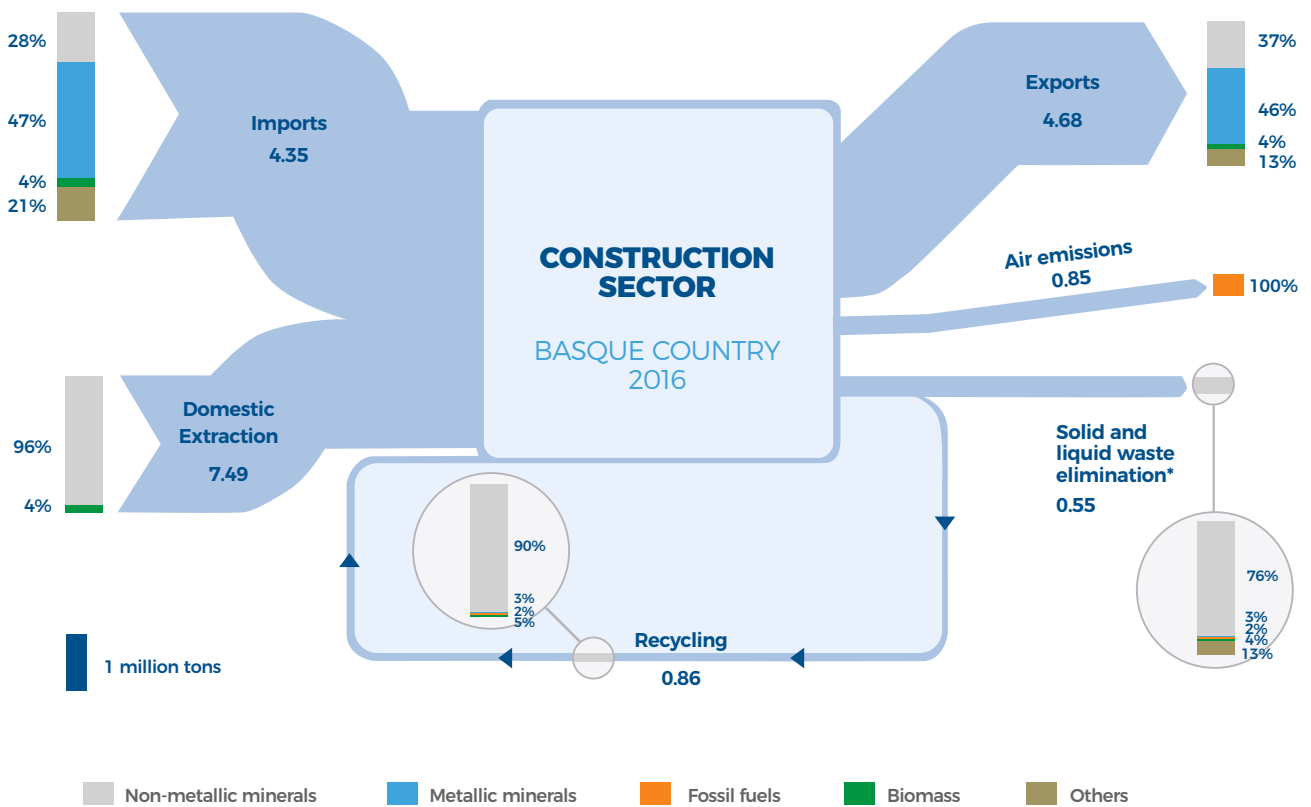 28%
47%
4%
21%
Imports
4.35
Exports
4.68
37%
46%
4%
13%
CONSTRUCTION
SECTOR
BASQUE COUNTRY
2016
Air emissions
0.85
100%
96%
4%
Domestic
Extraction
7.49
Solid and
liquid waste
elimination*
0.55
90%
3%
2%
5%
76%
3%
2%
4%
13%
Recycling
0.86
1 million tons
Non-metallic minerals
Metallic minerals
Fossil fuels
Biomass
Others